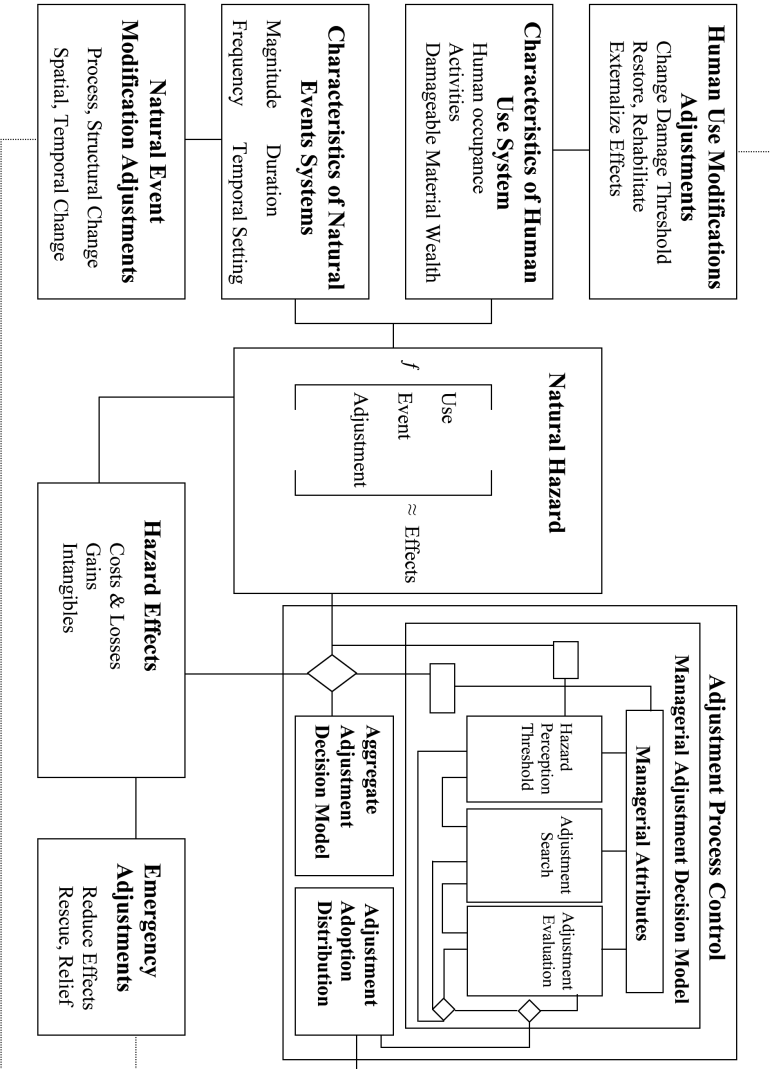 Human Use Modifications
Adjustments
Change Damage Threshold
Restore, Rehabilitate
Externalize Effects
Characteristics of Human
Use System
Human occupance
Activities
Damageable Material Wealth
Characteristics of Natural
Events Systems
Magnitude Duration
Frequency Temporal Setting
Natural Event
Modification Adjustments
Process, Structural Change
Spatial, Temporal Change
Natural Hazard
Use
f Event ≈ Effects
Adjustment
Hazard Effects
Costs & Losses
Gains
Intangibles
Adjustment Process Control
Managerial Adjustment Decision Model
Managerial Attributes
Hazard
Perception
Threshold
Adjustment
Search
Adjustment
Evaluation
Aggregate
Adjustment
Decision Model
Adjustment
Adoption
Distribution
Emergency
Adjustments
Reduce Effects
Rescue, Relief